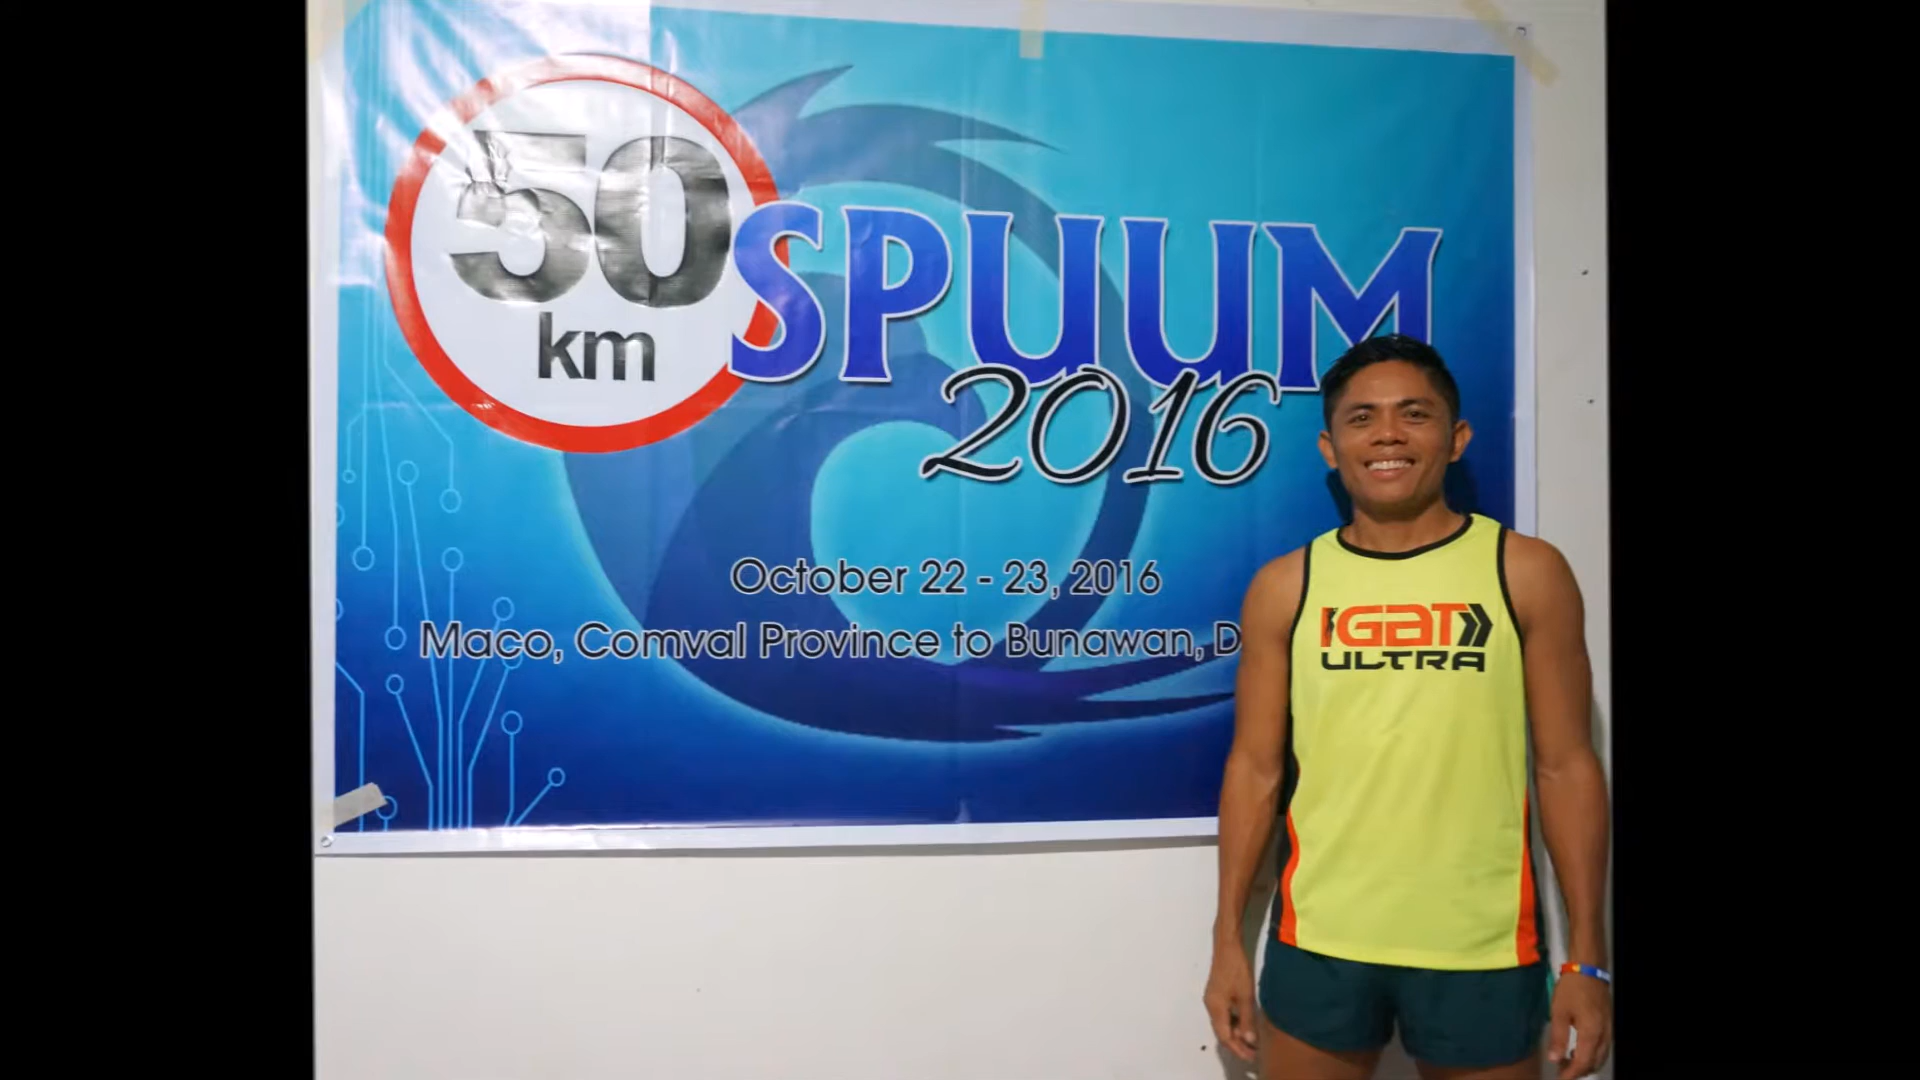 50
km
SPUUM
2016
October 22 - 23, 2016
Maco, Comval Province to Bunawan, D
IGAT
ULTRA